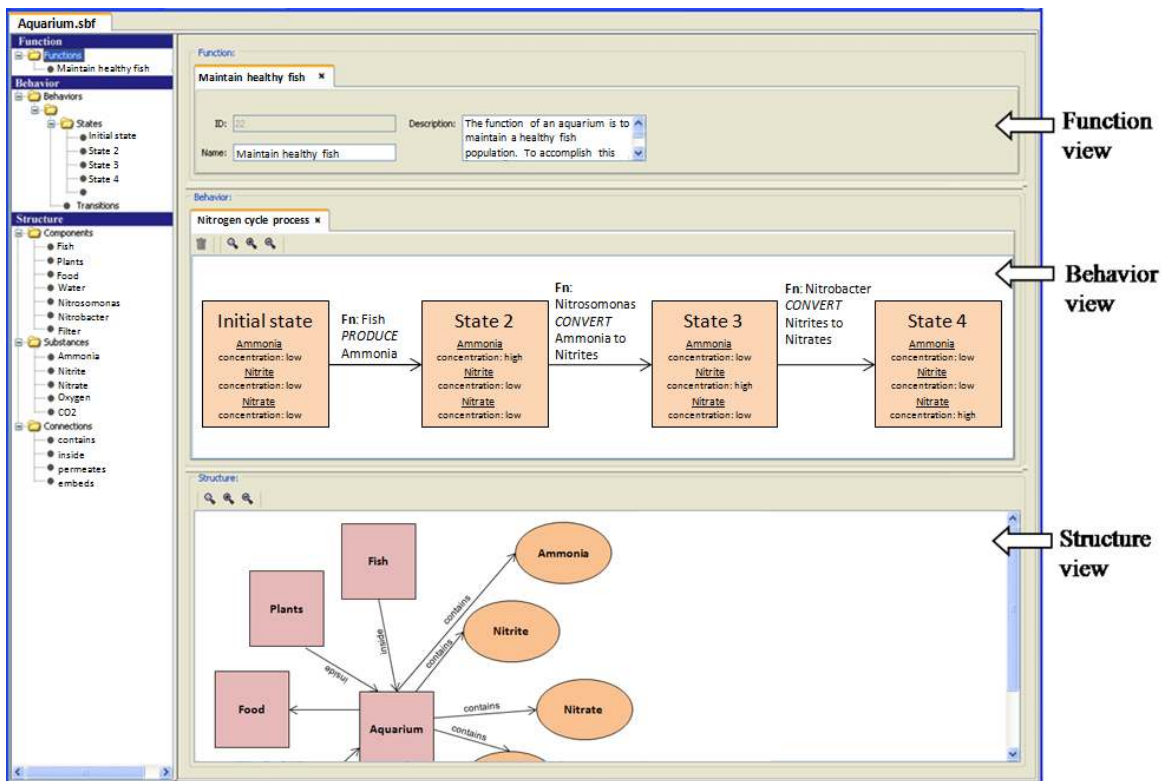 Aquarium.sbf
Function
Functions
Maintain healthy fish
Behavior
Behaviors
States
Initial state
State 2
State 3
State 4
Transitions
Structure
Components
Fish
Plants
Food
Water
Nitrosomonas
Nitrobacter
Filter
Substances
Ammonia
Nitrite
Nitrate
Oxygen
CO2
Connections
contains
inside
permeates
embeds
Function:
Maintain healthy fish ×
ID: 22
Name: Maintain healthy fish
Description:
The function of an aquarium is to
maintain a healthy fish
population. To accomplish this
Behavior:
Nitrogen cycle process ×
Initial state
Ammonia
concentration: low
Nitrite
concentration: low
Nitrate
concentration: low
Fn: Fish
PRODUCE
Ammonia
State 2
Ammonia
concentration: high
Nitrite
concentration: low
Nitrate
concentration: low
Fn:
Nitrosomonas
CONVERT
Ammonia to
Nitrites
State 3
Ammonia
concentration: low
Nitrite
concentration: high
Nitrate
concentration: low
Fn: Nitrobacter
CONVERT
Nitrites to
Nitrates
State 4
Ammonia
concentration: low
Nitrite
concentration: low
Nitrate
concentration: high
Structure:
Fish
Plants
Food
Aquarium
Ammonia
Nitrite
Nitrate
inside
inside
contains
contains
contains
contains
Function
view
Behavior
view
Structure
view